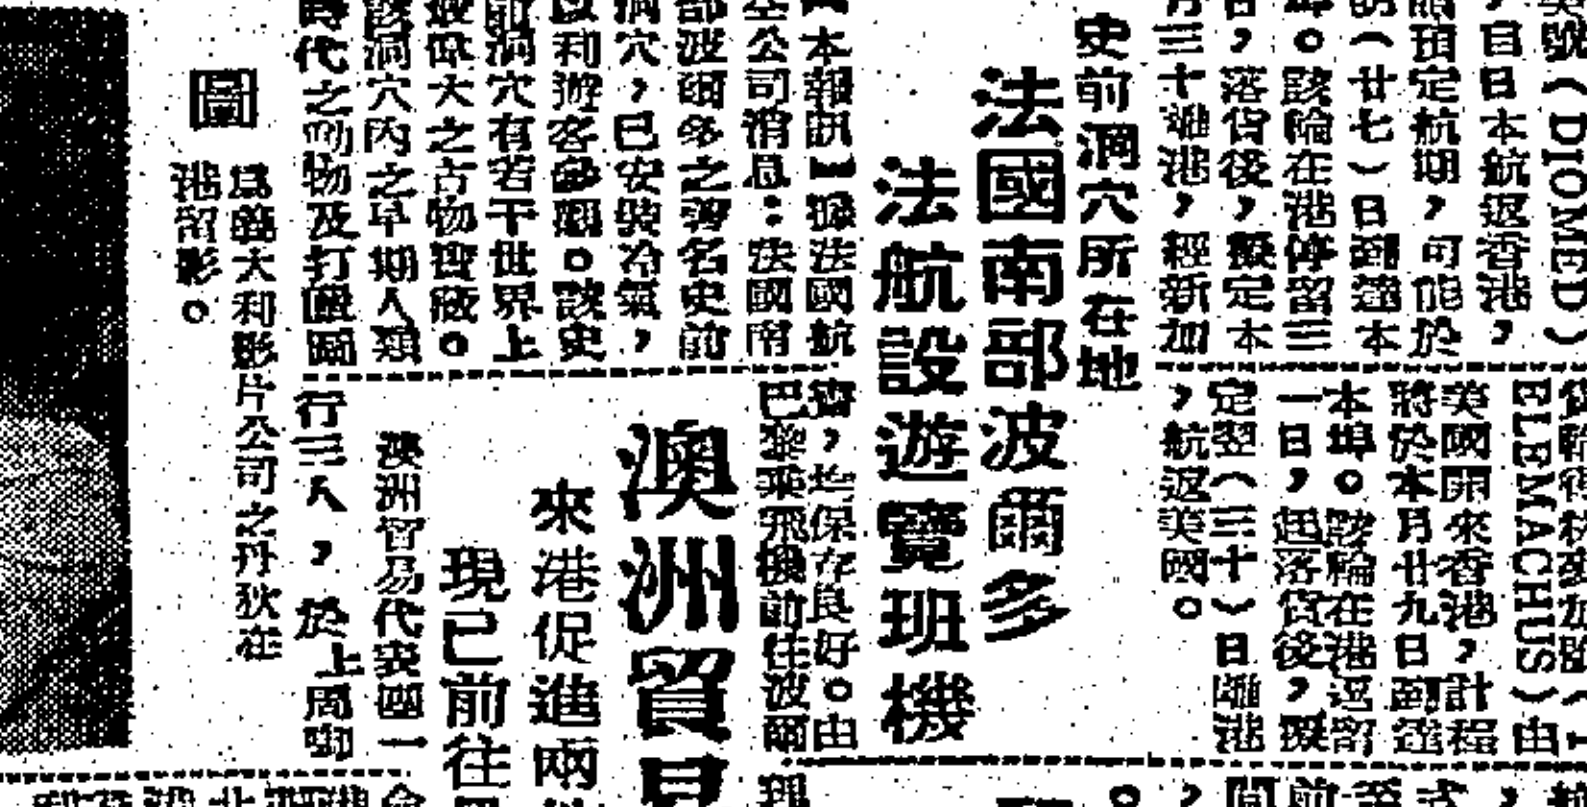 美號（DIOMED）
，自日本航返香港，
預定航期，可能於
（廿七）日到達本
埠。該輪在港停留三
日，落貨後，擬定本
月三十離港，經新加
ELEMACHUS）由
美國開來香港，計程
將於本月廿九日到達
本埠。該輪在港逗留
一日，起落貨後，擬
定翌（三十）日離港
，航返美國。
史前洞穴所在地
法國南部波爾多
法航設遊覽班機
本報訊】據法國航
空公司消息：法國南
部波爾多之著名史前
洞穴，已安裝冷氣，
以利遊客參觀。該史
前洞穴有若干世界上
最偉大之古物寶藏。
該洞穴內之早期人類
時代之動物及打獵圖
，均保存良好。由
巴黎乘飛機前往波爾
澳洲貿易
來港促進兩
現已前往
澳洲貿易代表團一
行三人，於上周
圖
為義大利影片公司之丹狄在
港留影。